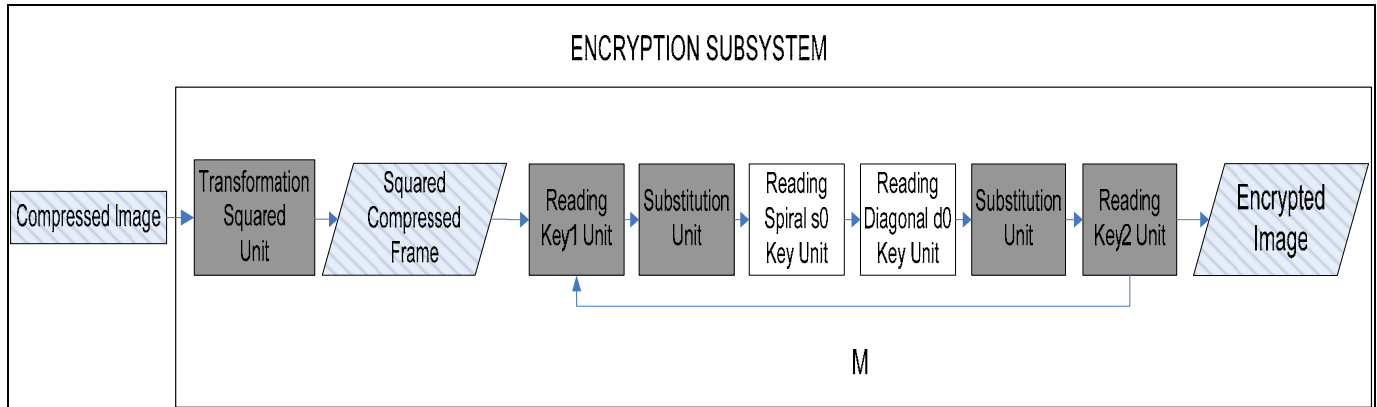 ENCRYPTION SUBSYSTEM
Compressed Image
Transformation
Squared
Unit
Squared
Compressed
Frame
Reading
Key1 Unit
Substitution
Unit
Reading
Spiral s0
Key Unit
Reading
Diagonal d0
Key Unit
Substitution
Unit
Reading
Key2 Unit
Encrypted
Image
M